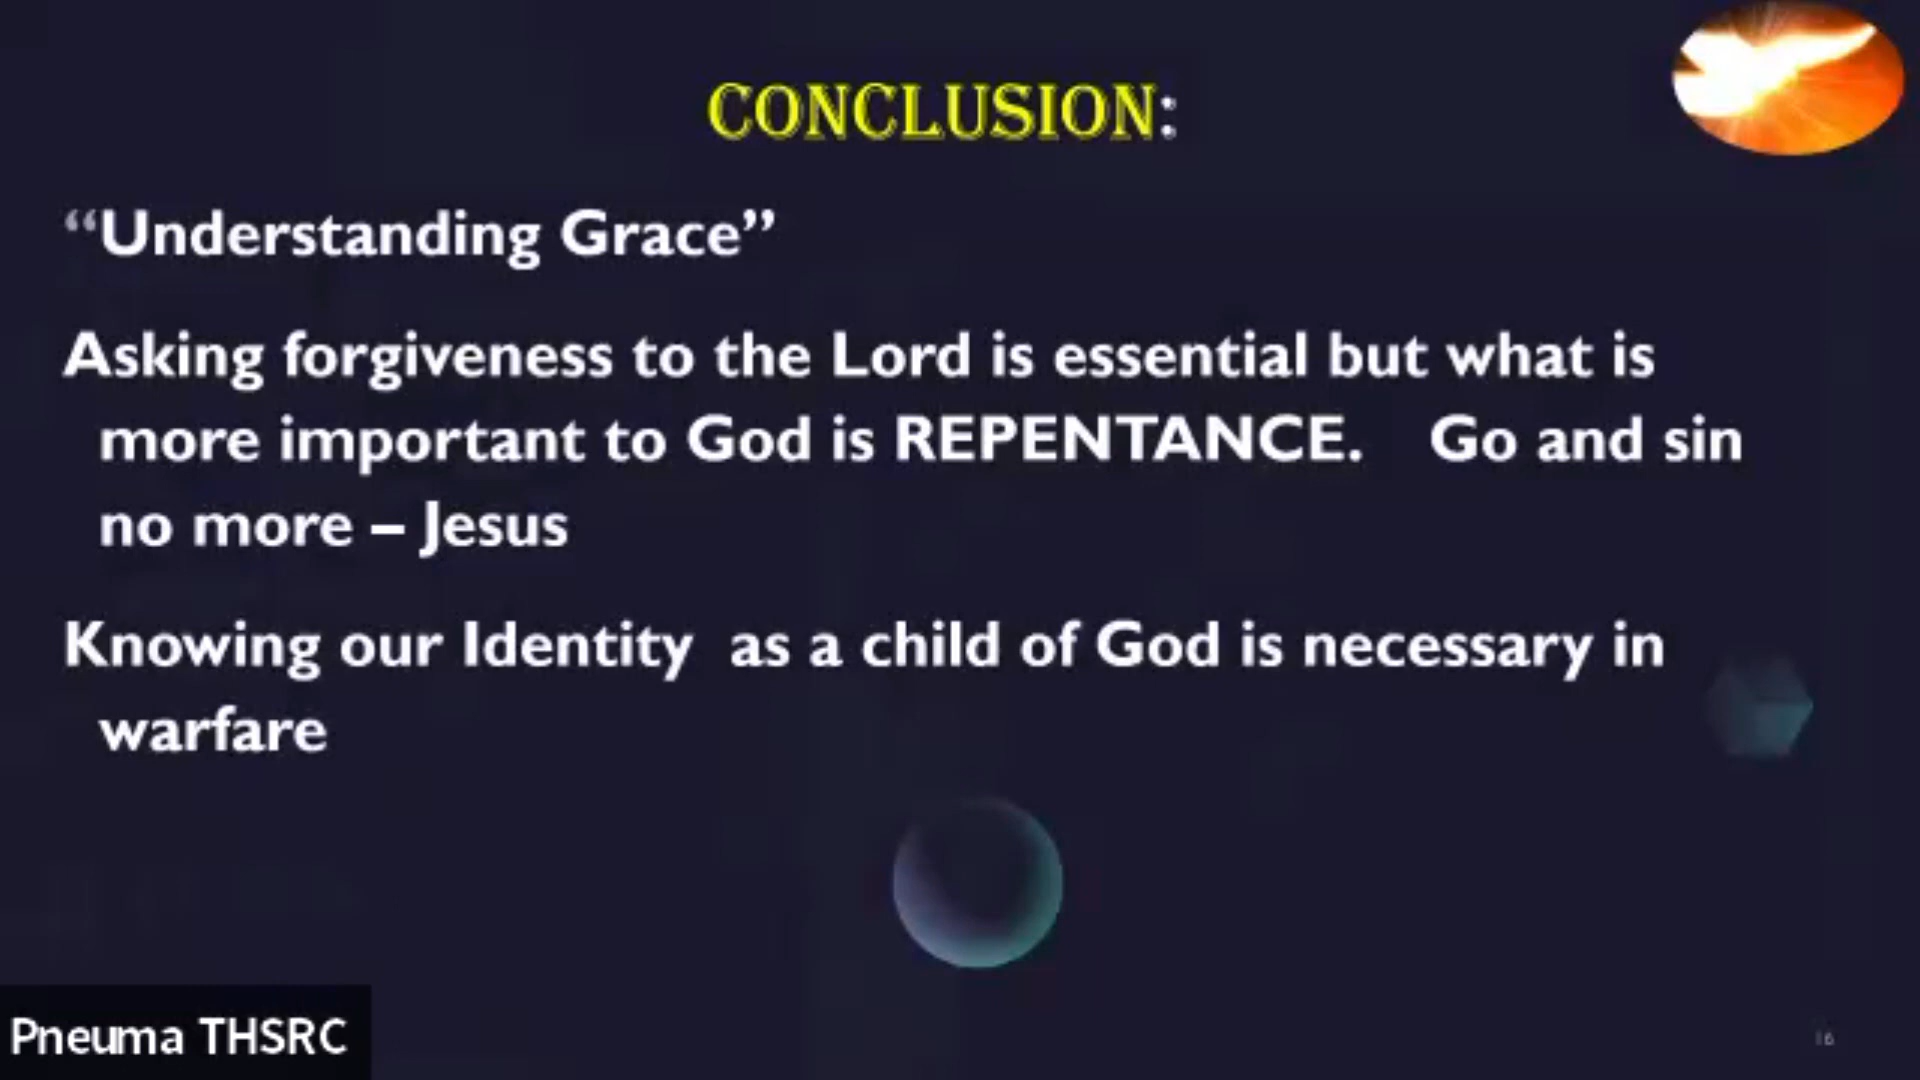 CONCLUSION:
“Understanding Grace”
Asking forgiveness to the Lord is essential but what is
more important to God is REPENTANCE. Go and sin
no more – Jesus
Knowing our Identity as a child of God is necessary in
warfare
Pneuma THSRC
16